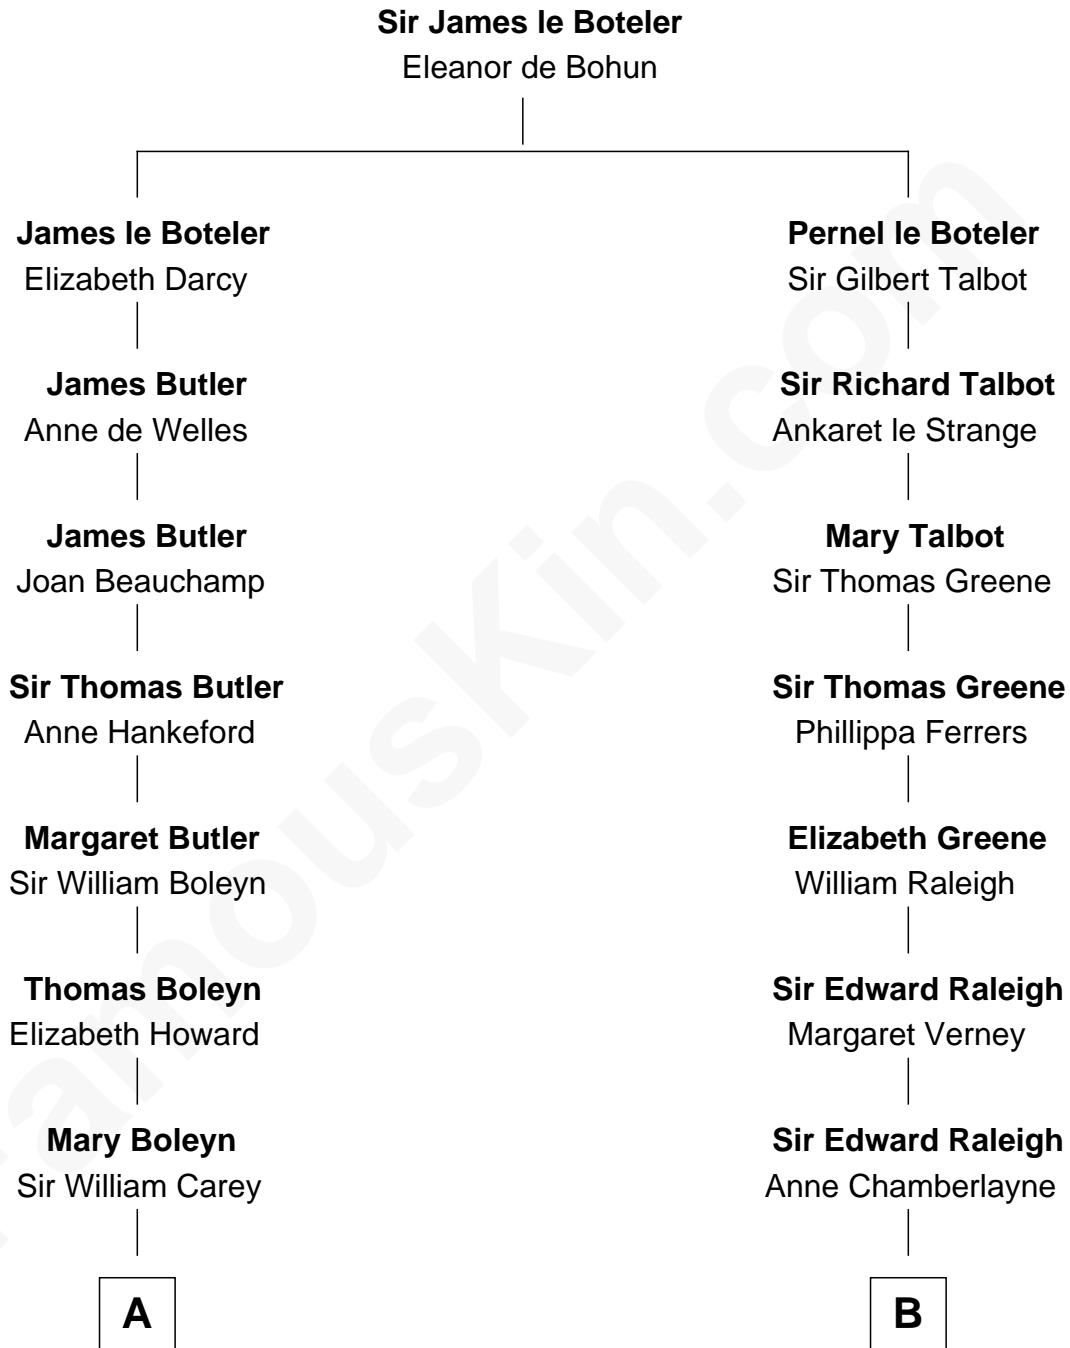 Sir James le Boteler
Eleanor de Bohun
James le Boteler
Elizabeth Darcy
James Butler
Anne de Welles
James Butler
Joan Beauchamp
Sir Thomas Butler
Anne Hankeford
Margaret Butler
Sir William Boleyn
Thomas Boleyn
Elizabeth Howard
Mary Boleyn
Sir William Carey
A
Pernel le Boteler
Sir Gilbert Talbot
Sir Richard Talbot
Ankaret le Strange
Mary Talbot
Sir Thomas Greene
Sir Thomas Greene
Phillippa Ferrers
Elizabeth Greene
William Raleigh
Sir Edward Raleigh
Margaret Verney
Sir Edward Raleigh
Anne Chamberlayne
B
FamousKin.com